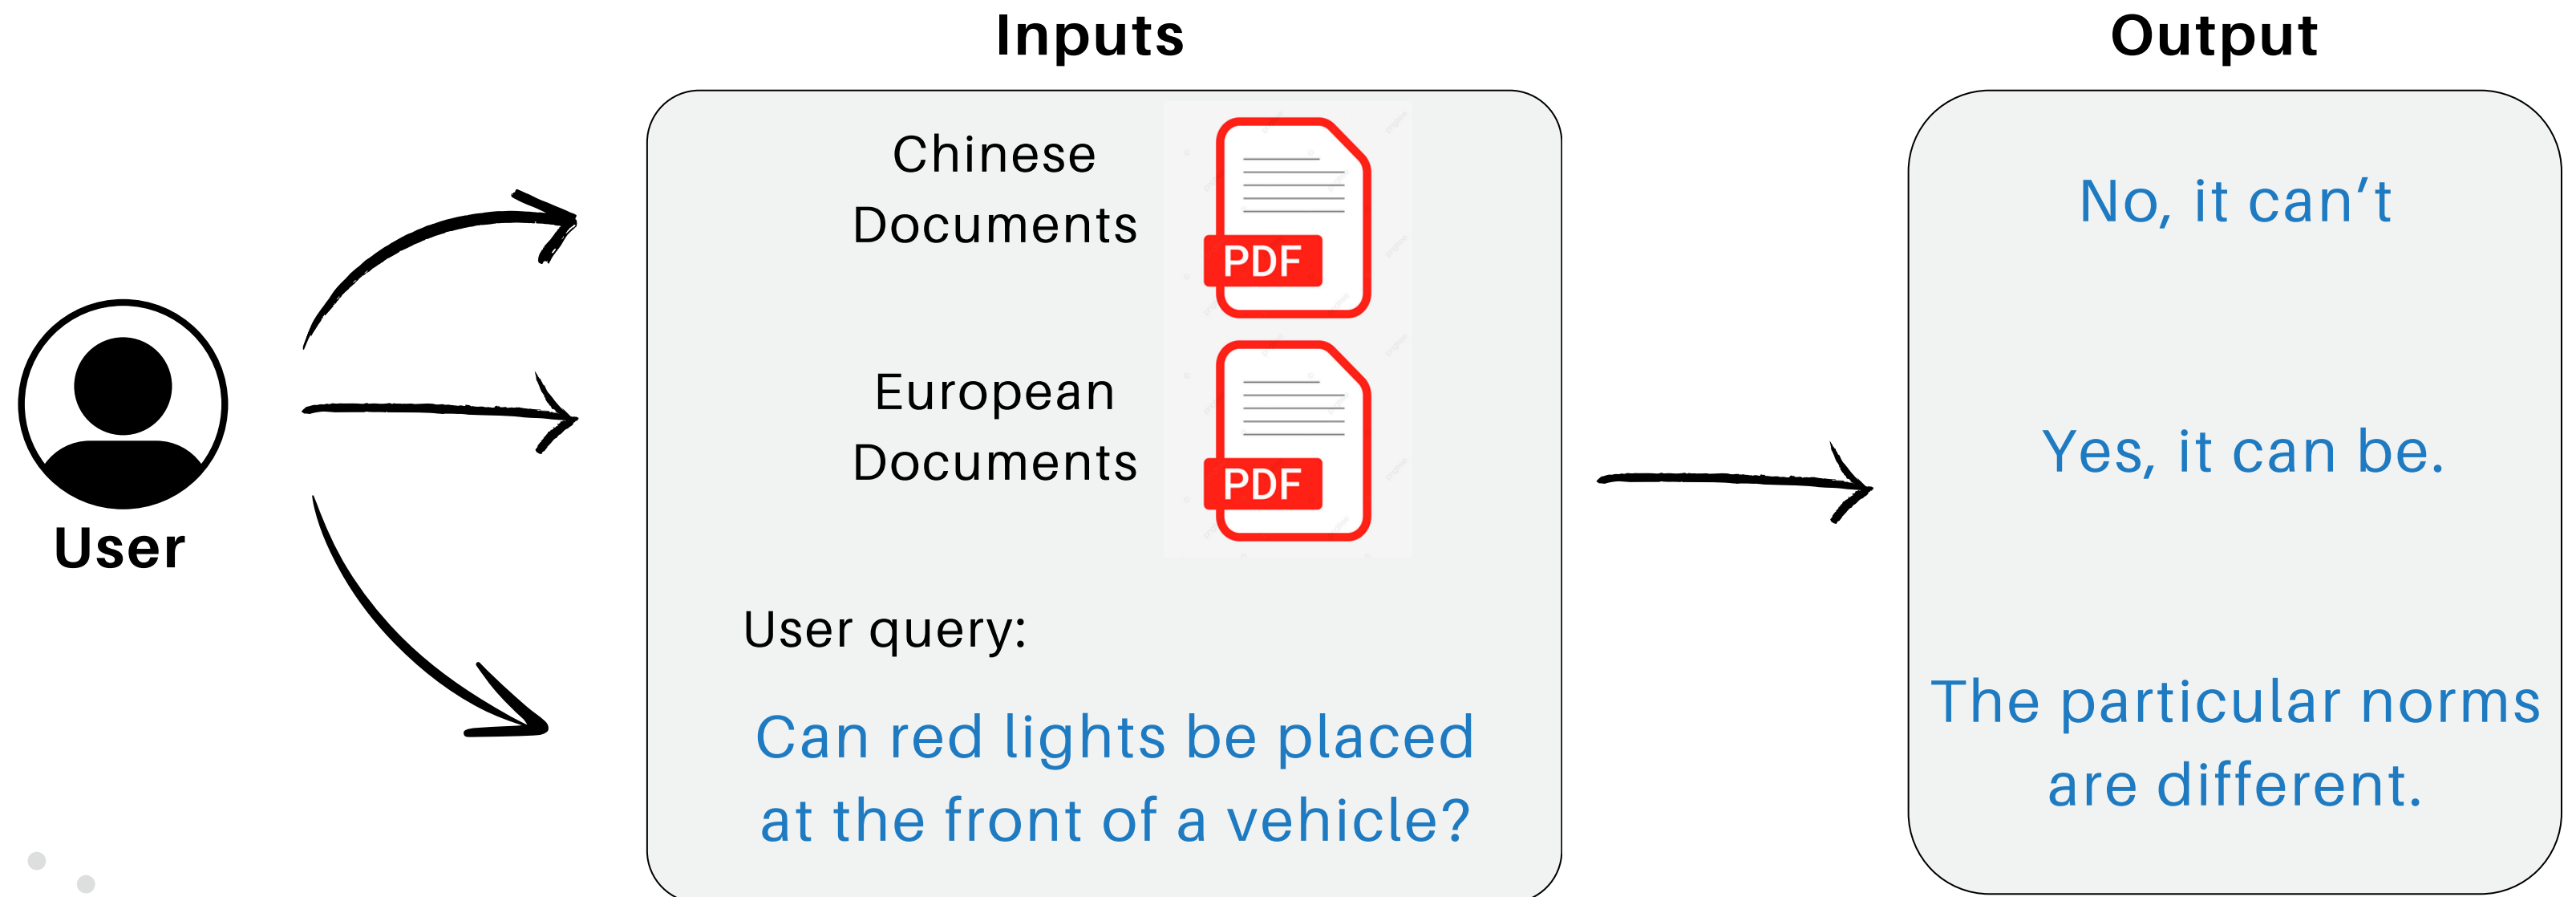 Inputs
Output
Chinese
Documents
PDF
European
Documents
PDF
User
User query:
Can red lights be placed
at the front of a vehicle?
No, it can’t
Yes, it can be.
The particular norms
are different.